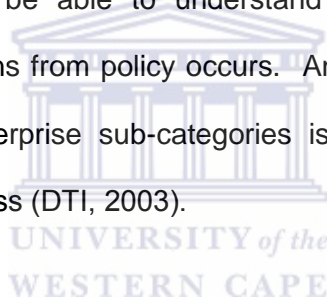 be able to understand
ns from policy occurs. Ar
erprise sub-categories is
ss (DTI, 2003).
UNIVERSITY of the
WESTERN CAPE